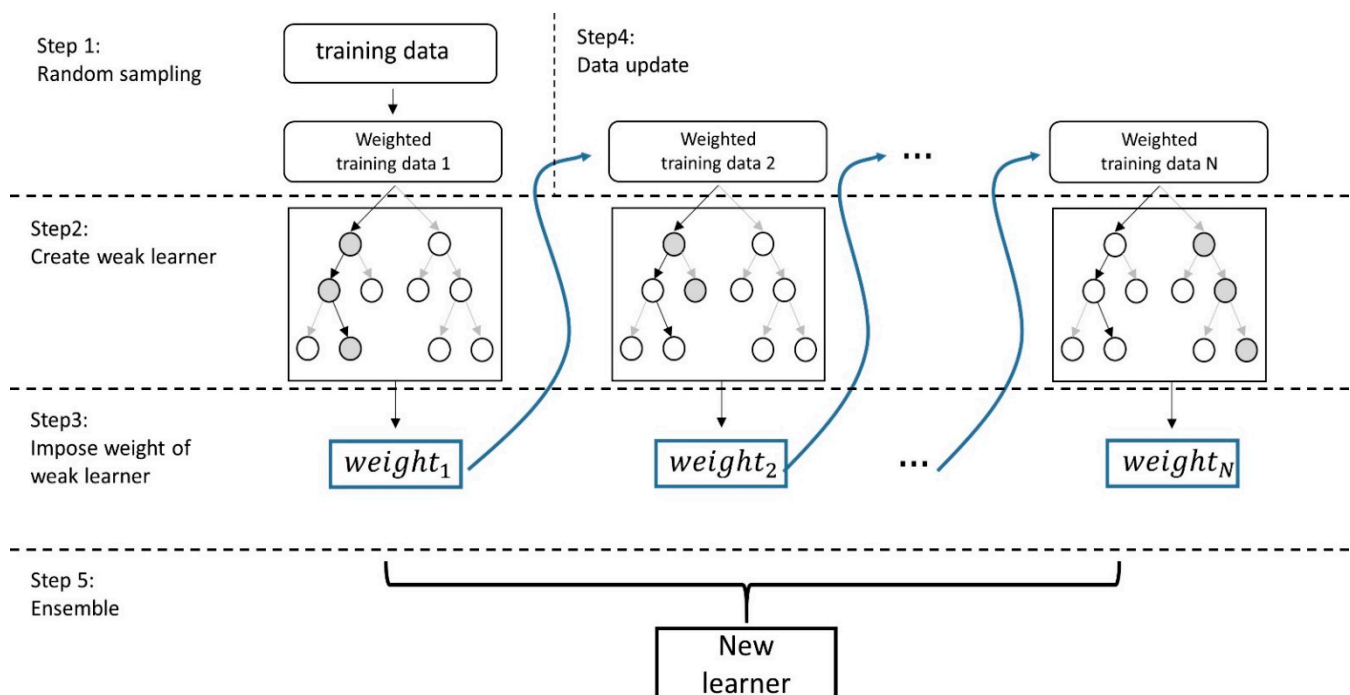 Step 1:
Random sampling
training data
Step4:
Data update
Weighted
training data 1
Weighted
training data 2
...
Weighted
training data N
Step2:
Create weak learner
Step3:
Impose weight of
weak learner
weight₁
weight₂
...
weight_N
Step 5:
Ensemble
New
learner